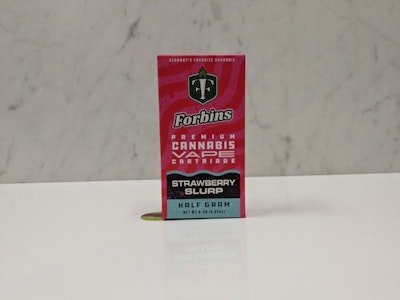 VERMONT'S FAVORITE CANNABIS
Forbins
PREMIUM
CANNABIS
VAPE
CARTRIDGE
STRAWBERRY
SLURP
HALF GRAM